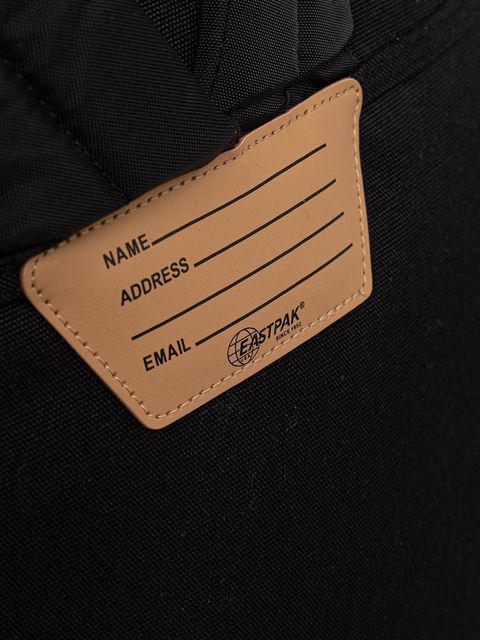 NAME
ADDRESS
EMAIL
EASTPAK®
SINCE 1952